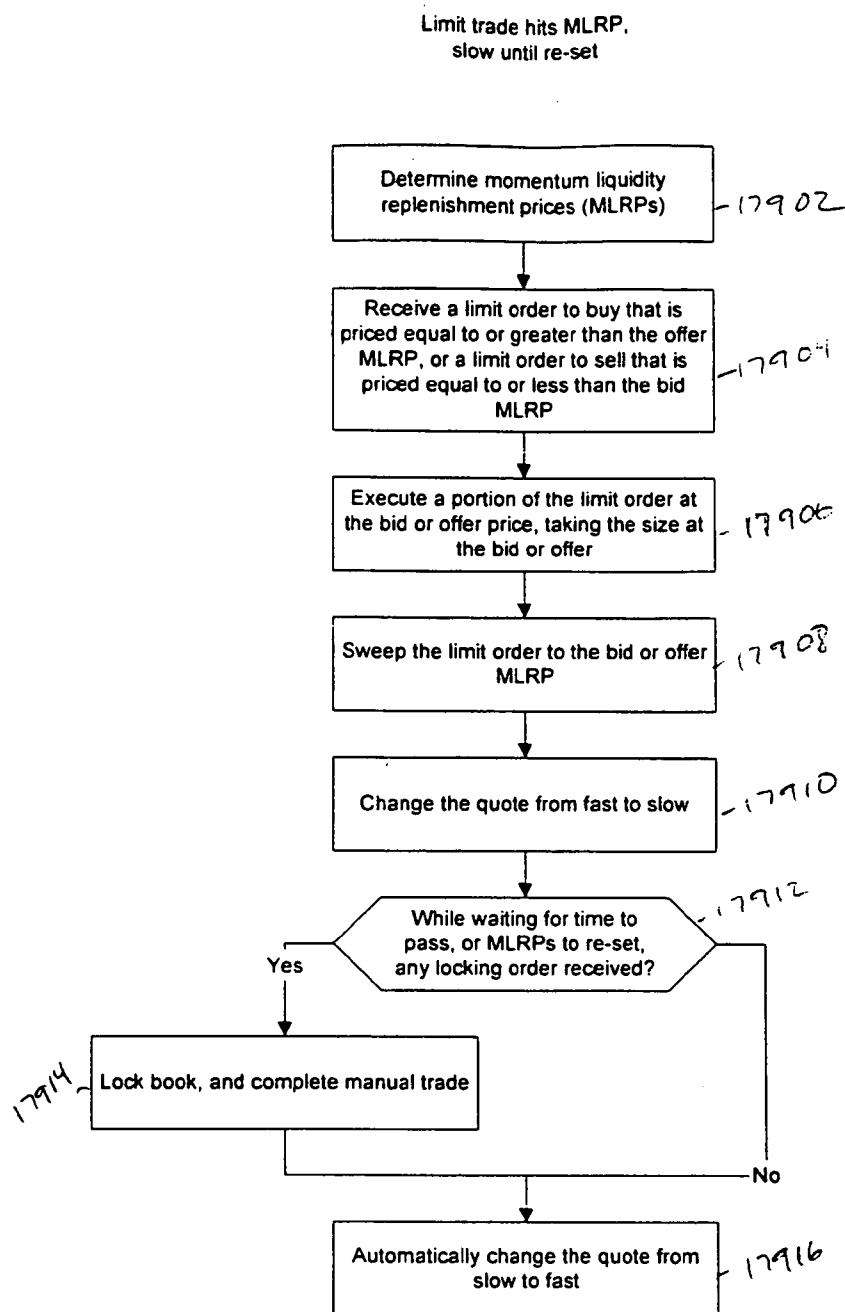 Limit trade hits MLRP,
slow until re-set
Determine momentum liquidity
replenishment prices (MLRPs)
17902
Receive a limit order to buy that is
priced equal to or greater than the offer
MLRP, or a limit order to sell that is
priced equal to or less than the bid
MLRP
17904
Execute a portion of the limit order at
the bid or offer price, taking the size at
the bid or offer
17906
Sweep the limit order to the bid or offer
MLRP
17908
Change the quote from fast to slow
17910
While waiting for time to
pass, or MLRPs to re-set,
any locking order received?
17912
Yes
Lock book, and complete manual trade
17914
No
Automatically change the quote from
slow to fast
17916